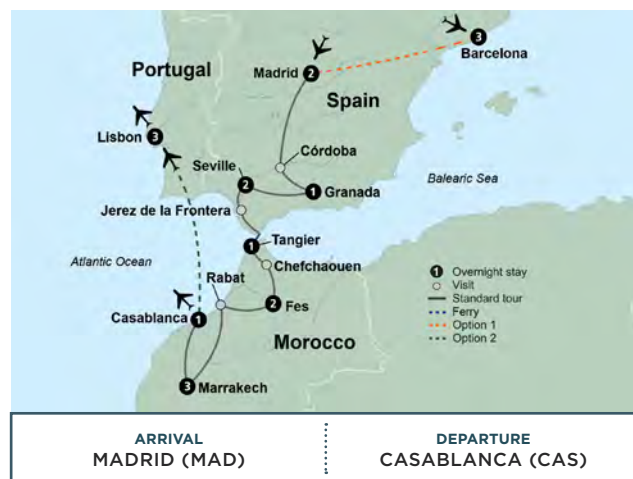 Portugal
Madrid
2
3
Barcelona
Spain
Lisbon
3
Córdoba
Seville
2
1
Granada
Balearic Sea
Jerez de la Frontera
1
Tangier
Atlantic Ocean
Chefchaouen
Rabat
2
Fes
Casablanca
1
Morocco
3
Marrakech
1 Overnight stay
Visit
Standard tour
Ferry
Option 1
Option 2
ARRIVAL
MADRID (MAD)
DEPARTURE
CASABLANCA (CAS)